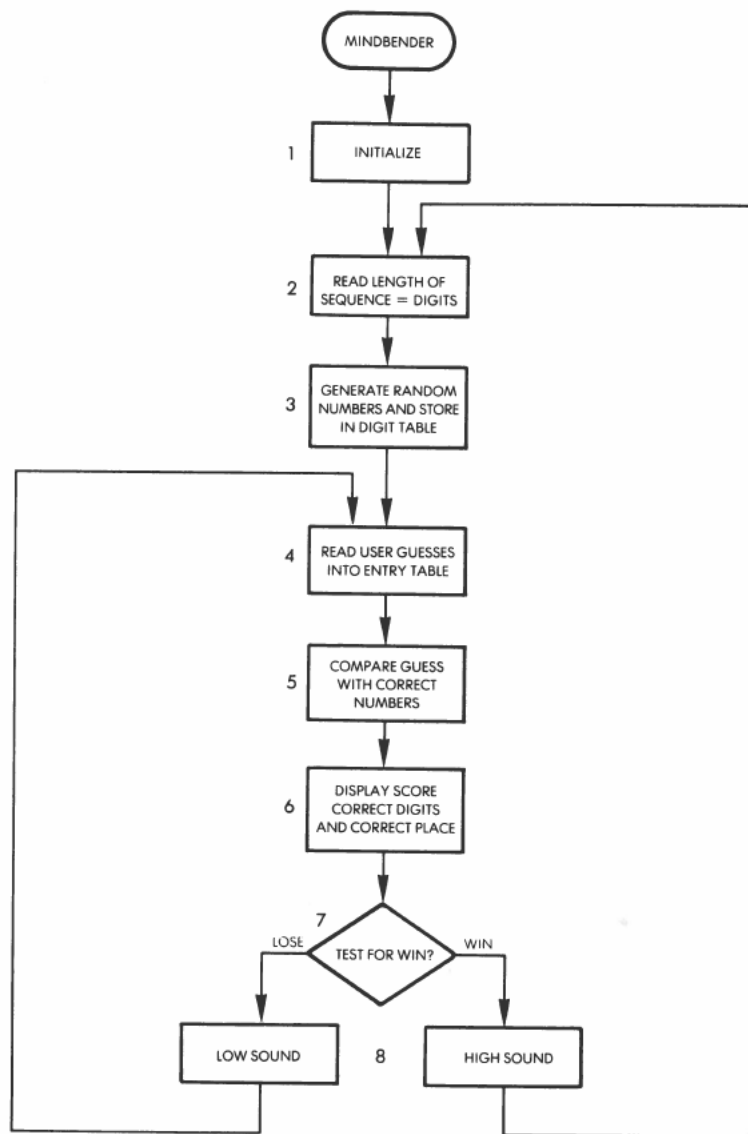 MINDBENDER
1
INITIALIZE
2
READ LENGTH OF
SEQUENCE = DIGITS
3
GENERATE RANDOM
NUMBERS AND STORE
IN DIGIT TABLE
4
READ USER GUESSES
INTO ENTRY TABLE
5
COMPARE GUESS
WITH CORRECT
NUMBERS
6
DISPLAY SCORE
CORRECT DIGITS
AND CORRECT PLACE
7
LOSE
TEST FOR WIN?
WIN
LOW SOUND
8
HIGH SOUND